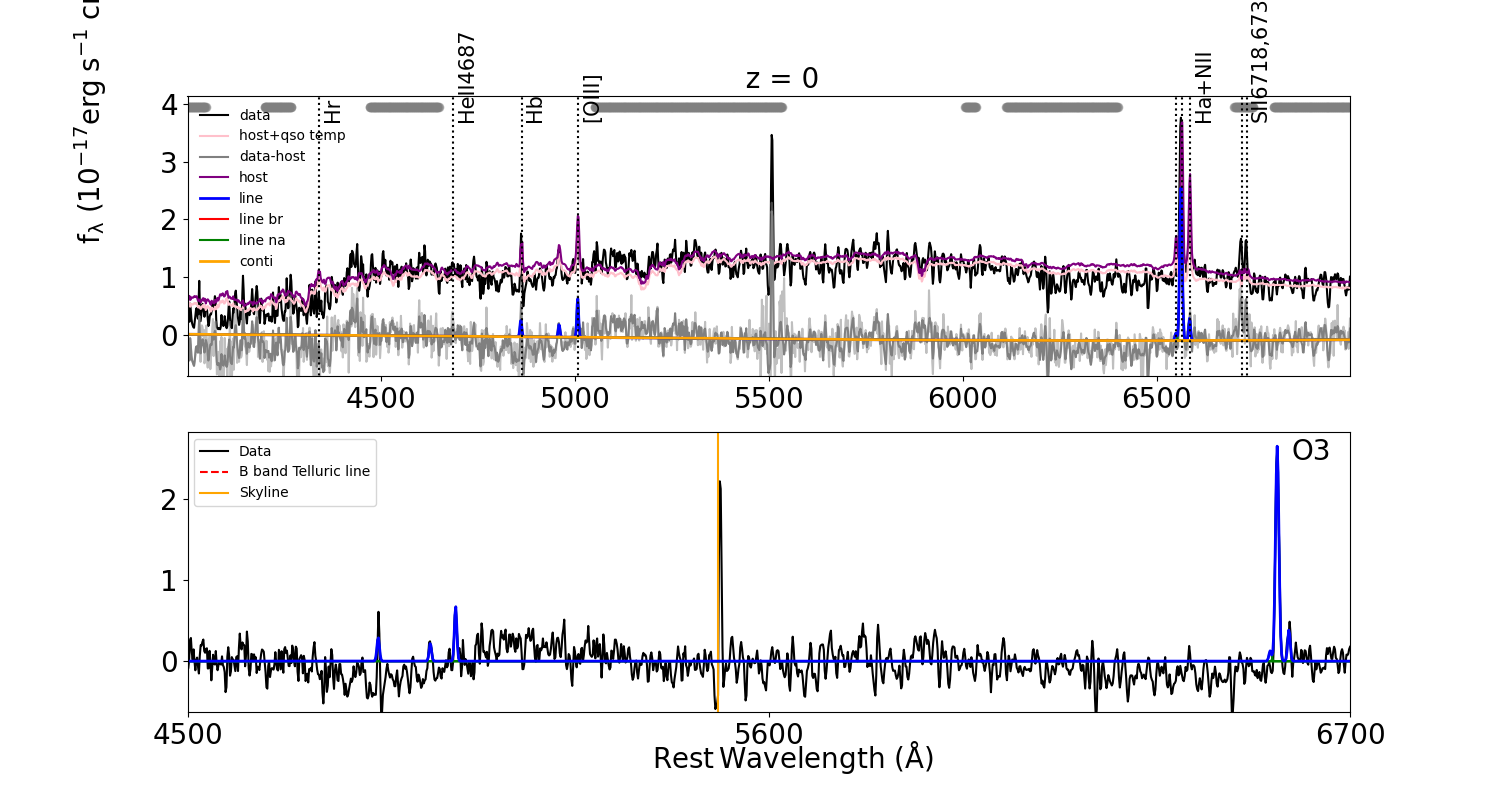 z = 0
f_λ (10^−17 erg s^−1
4
3
2
1
0
Hr
HeII4687
Hb
[OIII]
Ha+NII
SII6718,673
data
host+qso temp
data-host
host
line
line br
line na
conti
4500 5000 5500 6000 6500
2
1
0
Data
B band Telluric line
Skyline
O3
4500 5600 6700
Rest Wavelength (Å)